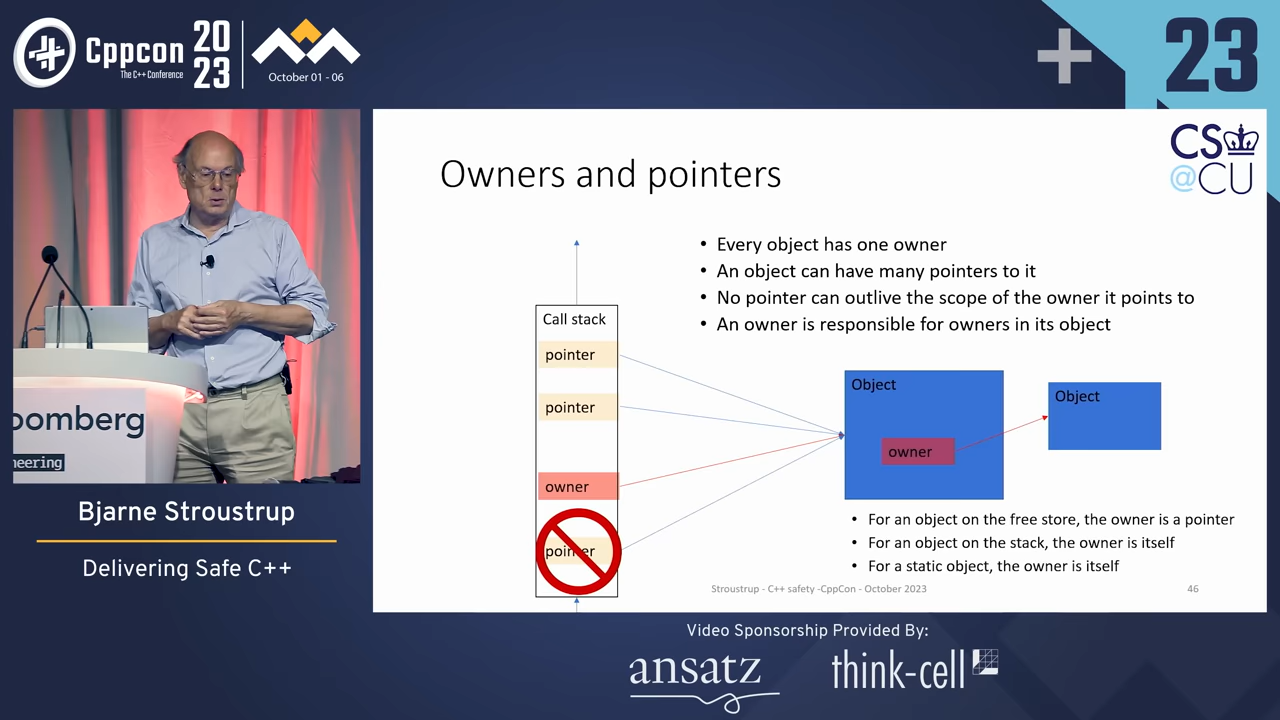 Cppcon
The C++ Conference
20
23
October 01 - 06
23
CS
@CU
Owners and pointers
• Every object has one owner
• An object can have many pointers to it
• No pointer can outlive the scope of the owner it points to
• An owner is responsible for owners in its object
Call stack
pointer
pointer
owner
pointer
Object
owner
Object
• For an object on the free store, the owner is a pointer
• For an object on the stack, the owner is itself
• For a static object, the owner is itself
Stroustrup - C++ safety -CppCon - October 2023
46
oomberg
neering
Bjarne Stroustrup
Delivering Safe C++
Video Sponsorship Provided By:
ansatz
think-cell